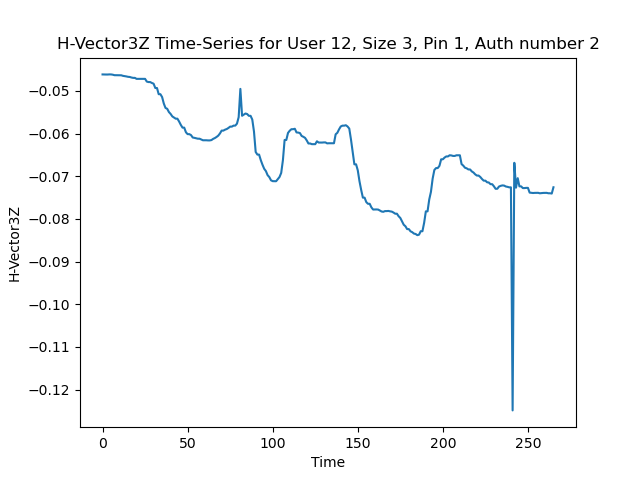 H-Vector3Z Time-Series for User 12, Size 3, Pin 1, Auth number 2
−0.05
−0.06
−0.07
−0.08
−0.09
−0.10
−0.11
−0.12
H-Vector3Z
0 50 100 150 200 250
Time